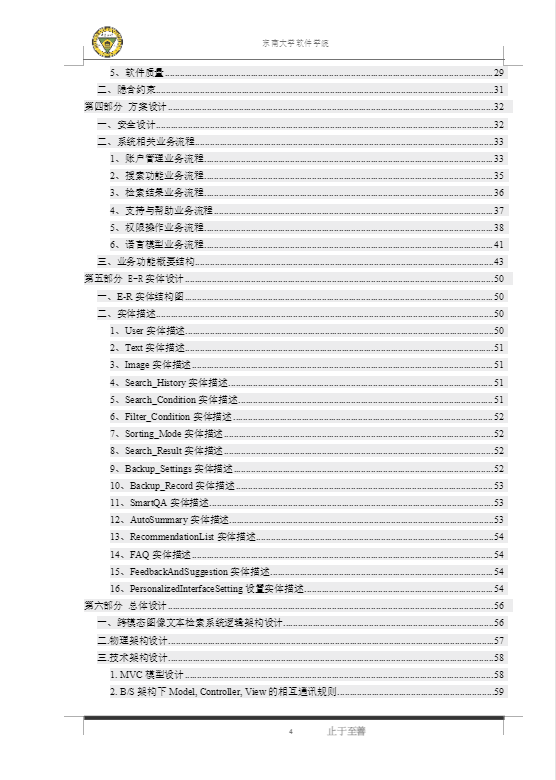 东南大学软件学院
5、软件质量 29
二、隐含约束 31
第四部分 方案设计 32
一、安全设计 32
二、系统相关业务流程 33
1、账户管理业务流程 33
2、搜索功能业务流程 35
3、检索结果业务流程 36
4、支持与帮助业务流程 37
5、权限操作业务流程 38
6、语言模型业务流程 41
三、业务功能概要结构 43
第五部分 E-R 实体设计 50
一、E-R 实体结构图 50
二、实体描述 50
1、User 实体描述 50
2、Text 实体描述 51
3、Image 实体描述 51
4、Search_History 实体描述 51
5、Search_Condition 实体描述 51
6、Filter_Condition 实体描述 52
7、Sorting_Mode 实体描述 52
8、Search_Result 实体描述 52
9、Backup_Settings 实体描述 52
10、Backup_Record 实体描述 53
11、SmartQA 实体描述 53
12、AutoSummary 实体描述 53
13、RecommendationList 实体描述 54
14、FAQ 实体描述 54
15、FeedbackAndSuggestion 实体描述 54
16、PersonalizedInterfaceSetting 设置实体描述 54
第六部分 总体设计 56
一、跨模态图像文本检索系统逻辑架构设计 56
二.物理架构设计 57
三.技术架构设计 58
1. MVC 模型设计 58
2. B/S 架构下 Model, Controller, View 的相互通讯规则 59
4 止于至善